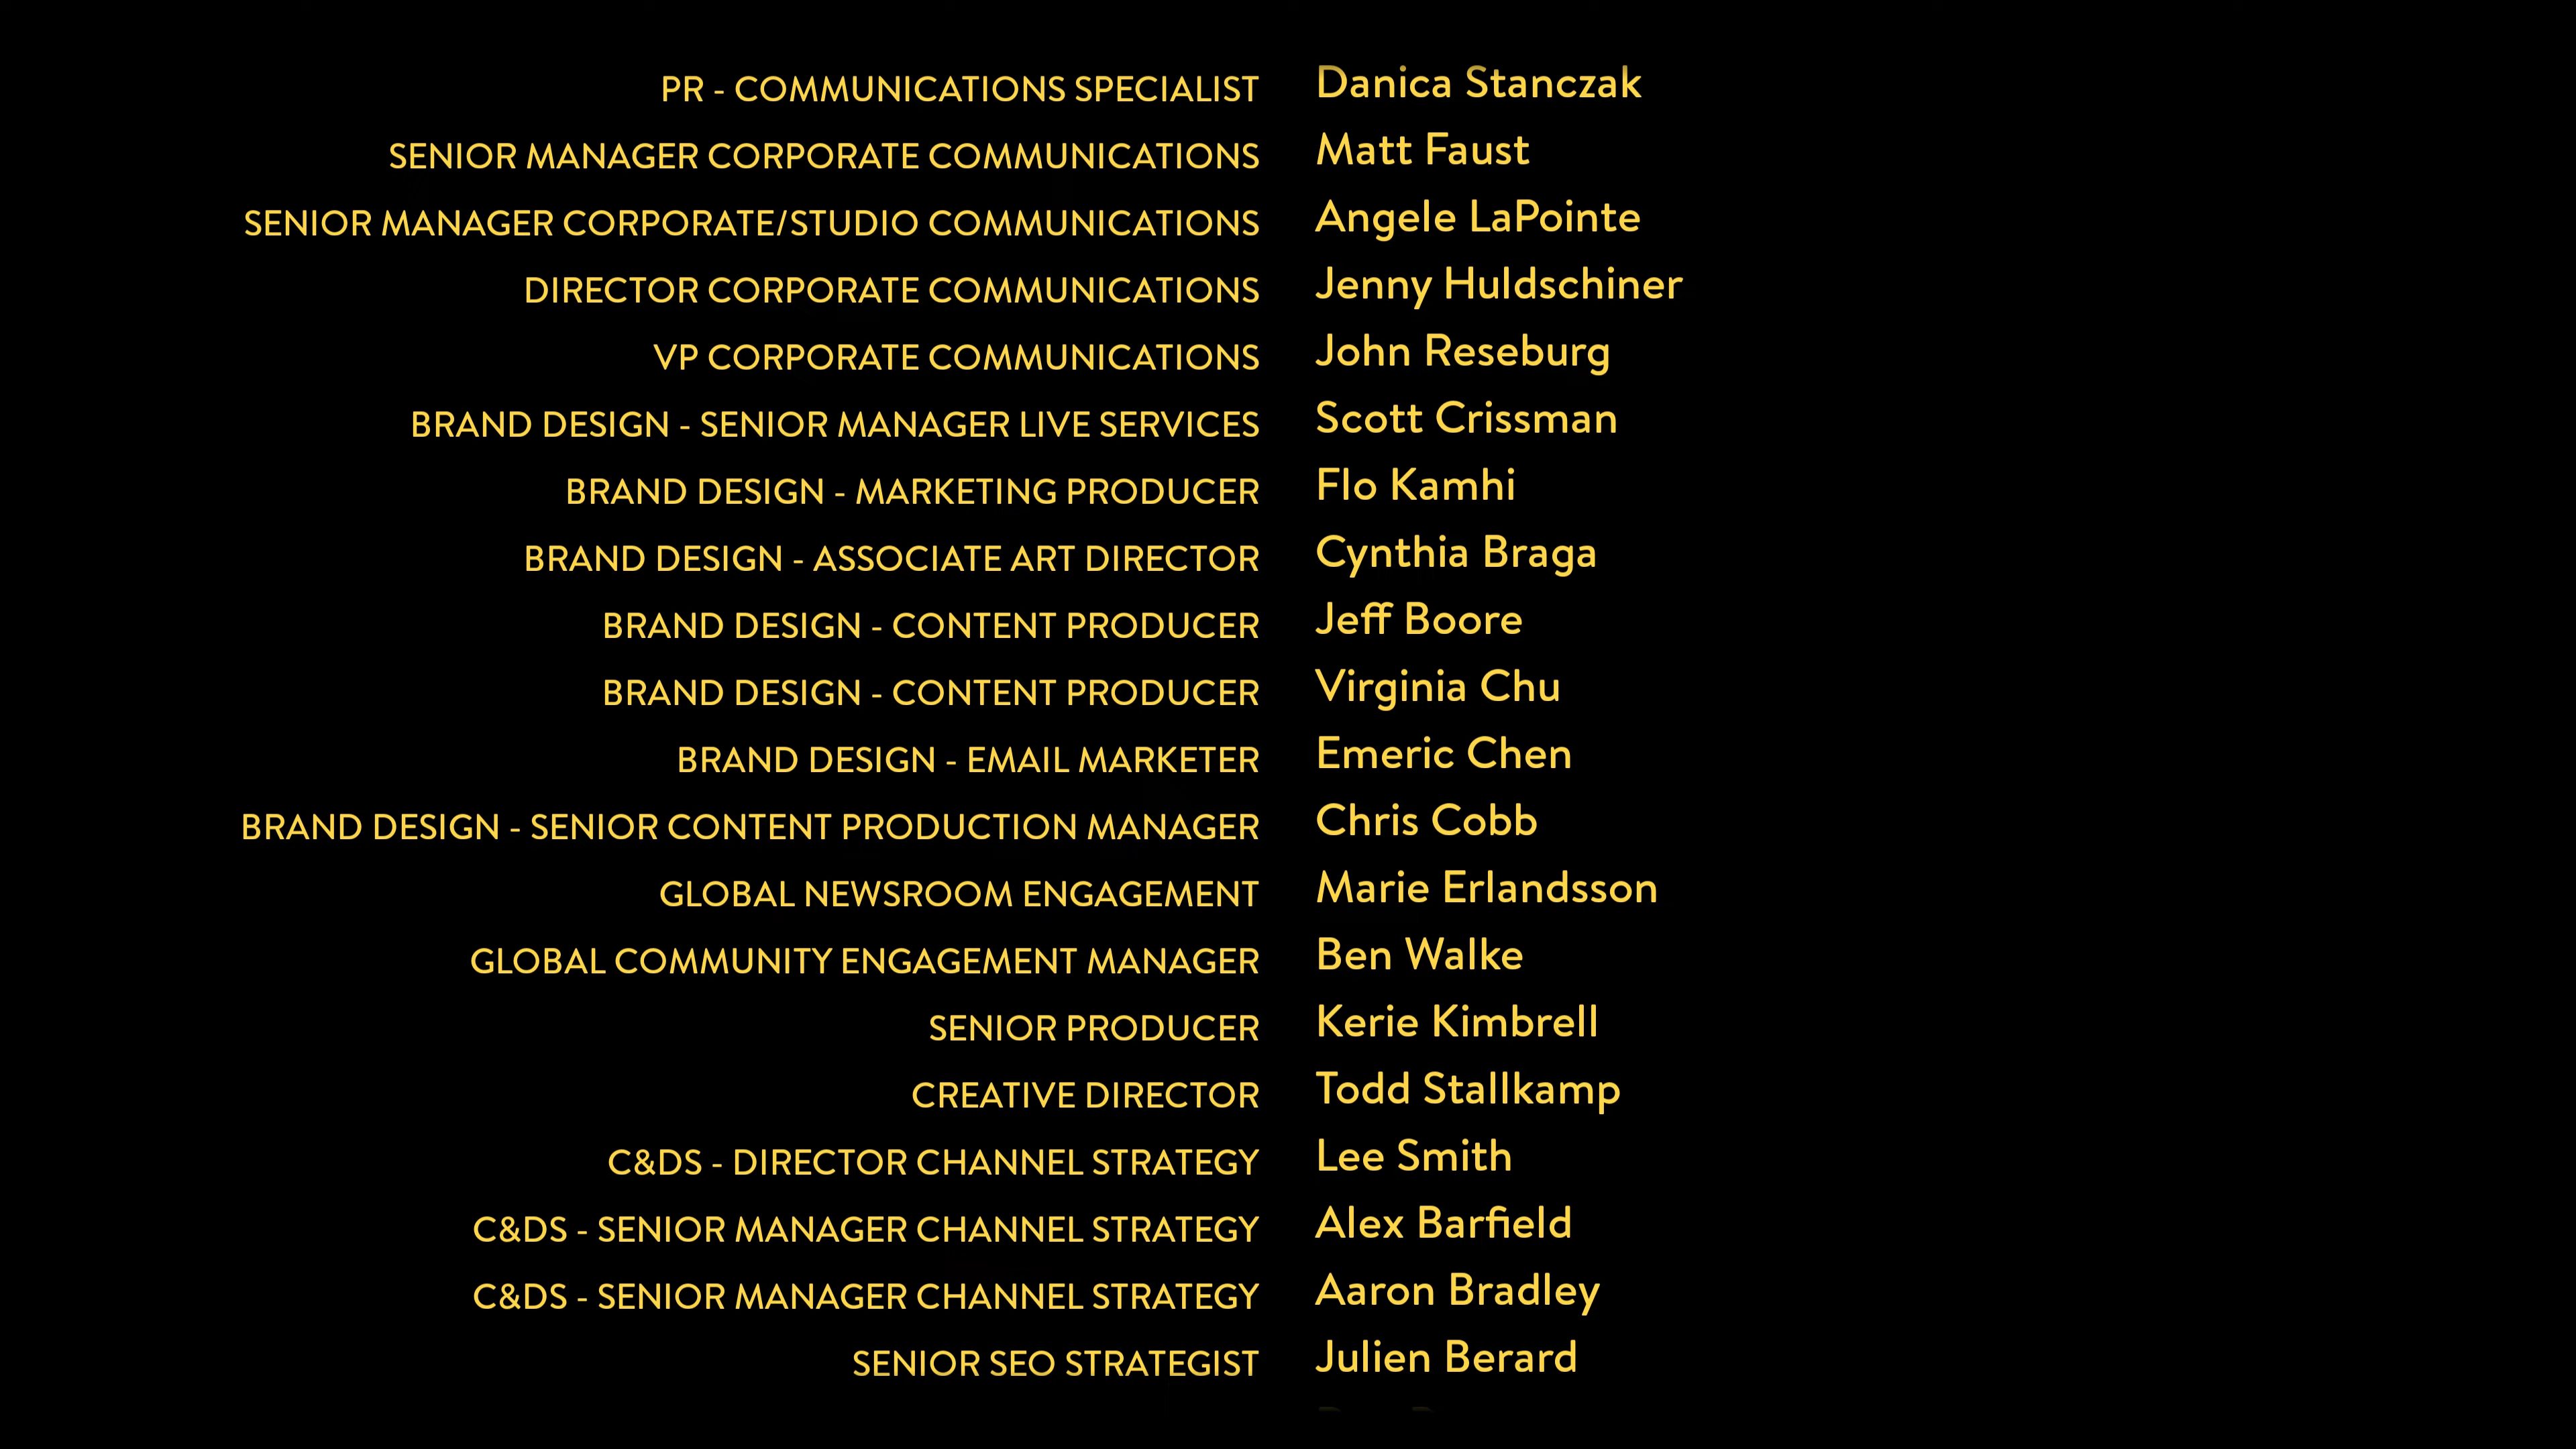 PR - COMMUNICATIONS SPECIALIST Danica Stanczak
SENIOR MANAGER CORPORATE COMMUNICATIONS Matt Faust
SENIOR MANAGER CORPORATE/STUDIO COMMUNICATIONS Angele LaPointe
DIRECTOR CORPORATE COMMUNICATIONS Jenny Huldschiner
VP CORPORATE COMMUNICATIONS John Reseburg
BRAND DESIGN - SENIOR MANAGER LIVE SERVICES Scott Crissman
BRAND DESIGN - MARKETING PRODUCER Flo Kamhi
BRAND DESIGN - ASSOCIATE ART DIRECTOR Cynthia Braga
BRAND DESIGN - CONTENT PRODUCER Jeff Boore
BRAND DESIGN - CONTENT PRODUCER Virginia Chu
BRAND DESIGN - EMAIL MARKETER Emeric Chen
BRAND DESIGN - SENIOR CONTENT PRODUCTION MANAGER Chris Cobb
GLOBAL NEWSROOM ENGAGEMENT Marie Erlandsson
GLOBAL COMMUNITY ENGAGEMENT MANAGER Ben Walke
SENIOR PRODUCER Kerie Kimbrell
CREATIVE DIRECTOR Todd Stallkamp
C&DS - DIRECTOR CHANNEL STRATEGY Lee Smith
C&DS - SENIOR MANAGER CHANNEL STRATEGY Alex Barfield
C&DS - SENIOR MANAGER CHANNEL STRATEGY Aaron Bradley
SENIOR SEO STRATEGIST Julien Berard